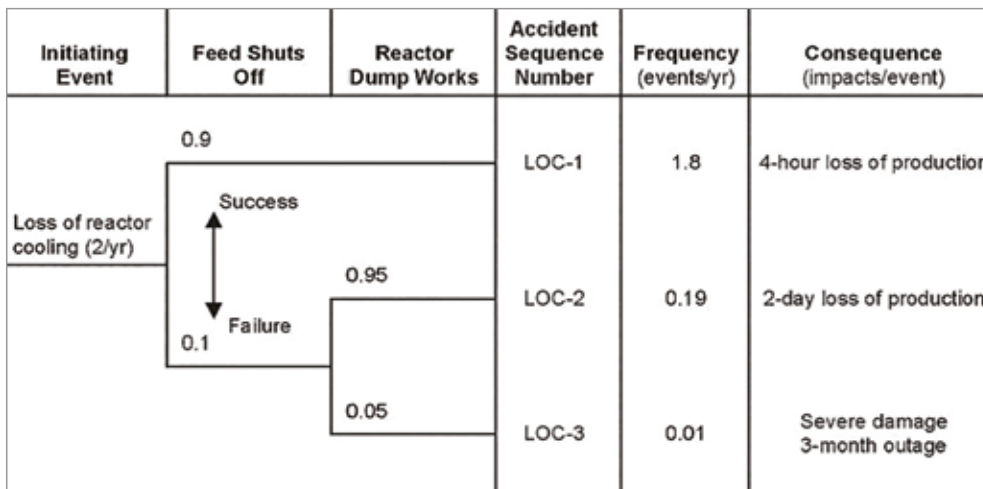 Initiating
Event
Feed Shuts
Off
Reactor
Dump Works
Accident
Sequence
Number
Frequency
(events/yr)
Consequence
(impacts/event)
0.9
LOC-1
1.8
4-hour loss of production
Success
Loss of reactor
cooling (2/yr)
0.95
LOC-2
0.19
2-day loss of production
Failure
0.1
0.05
LOC-3
0.01
Severe damage
3-month outage